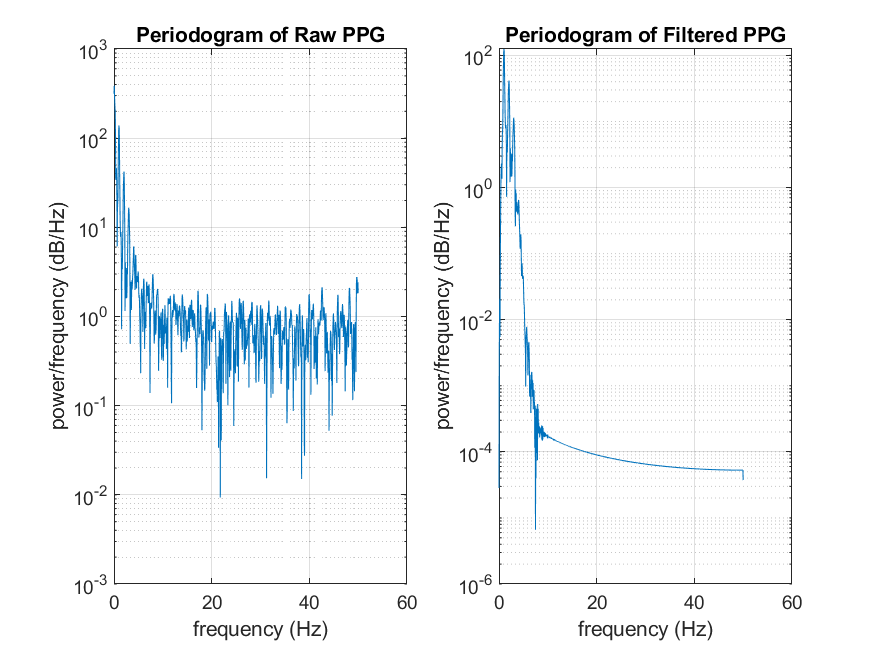 Periodogram of Raw PPG
10^3
10^2
10^1
10^0
10^-1
10^-2
10^-3
power/frequency (dB/Hz)
0 20 40 60
frequency (Hz)
Periodogram of Filtered PPG
10^2
10^0
10^-2
10^-4
10^-6
power/frequency (dB/Hz)
0 20 40 60
frequency (Hz)